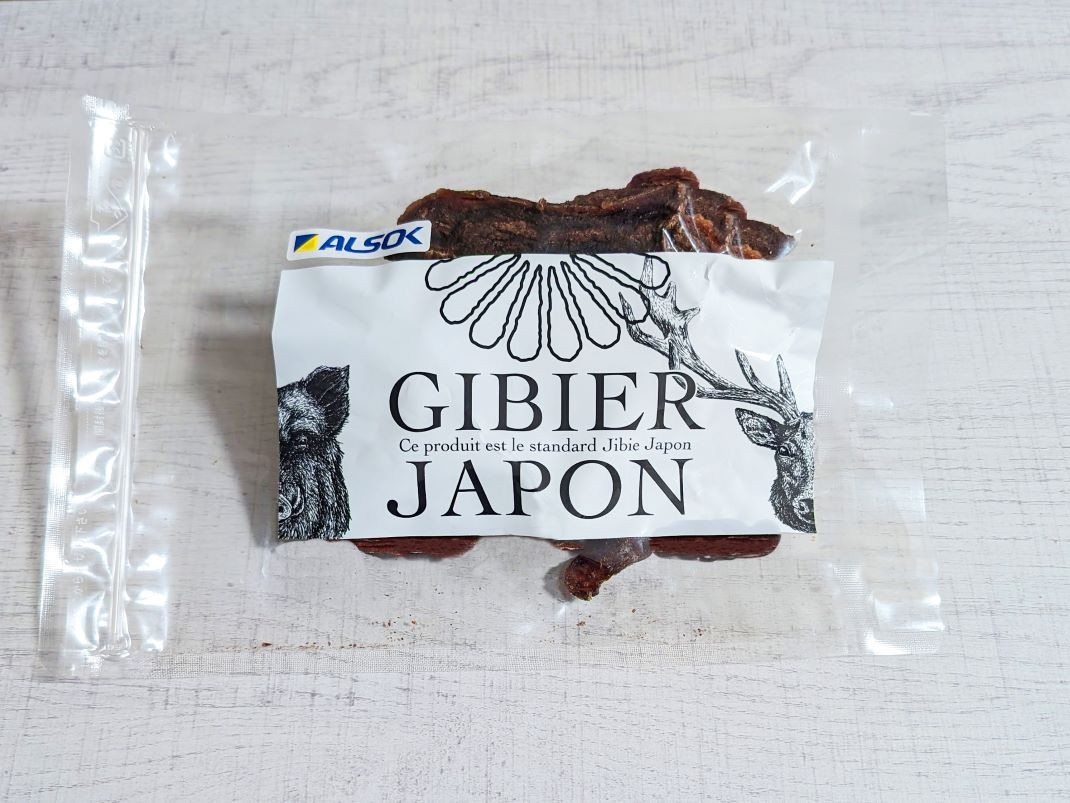 ALSOK
GIBIER
Ce produit est le standard Jibie Japon
JAPON